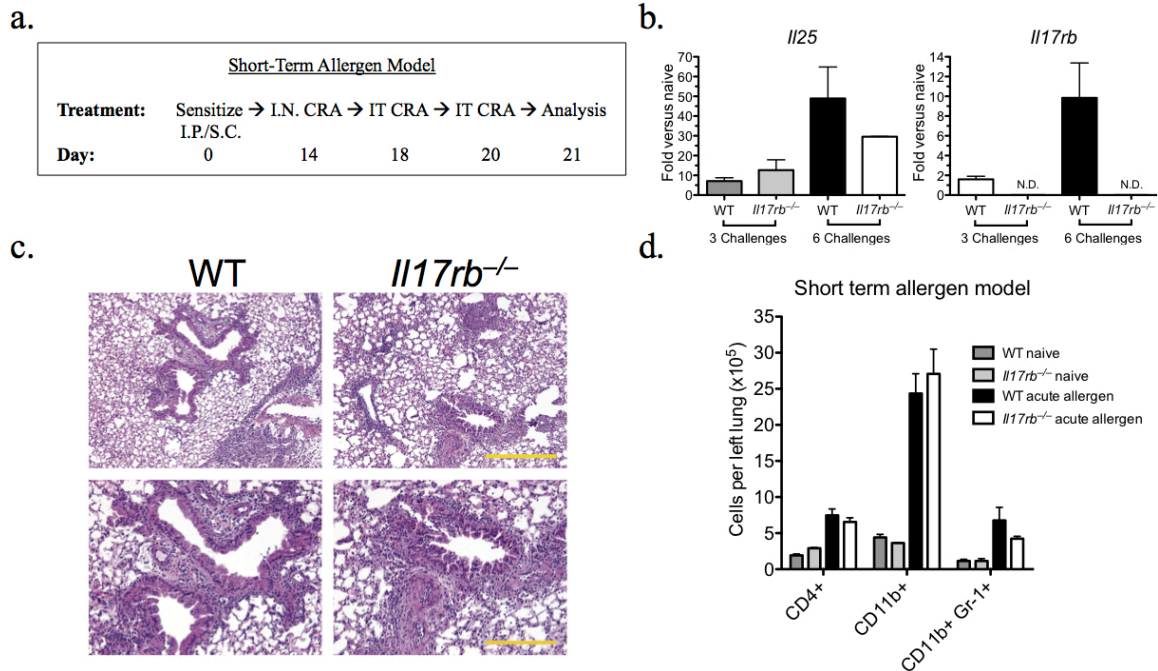 a.
Short-Term Allergen Model
Treatment: Sensitize → I.N. CRA → IT CRA → IT CRA → Analysis
I.P./S.C.
Day: 0 14 18 20 21
b.
Il25
Fold versus naive
70
60
50
40
30
20
10
0
WT Il17rb–/– WT Il17rb–/–
3 Challenges 6 Challenges
Il17rb
Fold versus naive
14
12
10
8
6
4
2
0
N.D. N.D.
WT Il17rb–/– WT Il17rb–/–
3 Challenges 6 Challenges
c.
WT Il17rb–/–
d.
Short term allergen model
Cells per left lung (x10⁵)
35
30
25
20
15
10
5
0
WT naive
Il17rb–/– naive
WT acute allergen
Il17rb–/– acute allergen
CD4+
CD11b+
CD11b+ Gr-1+